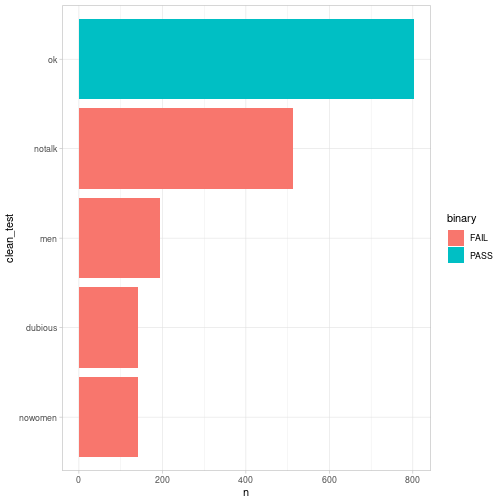 ok
notalk
men
dubious
nowomen
clean_test
0 200 400 600 800
n
binary
FAIL
PASS